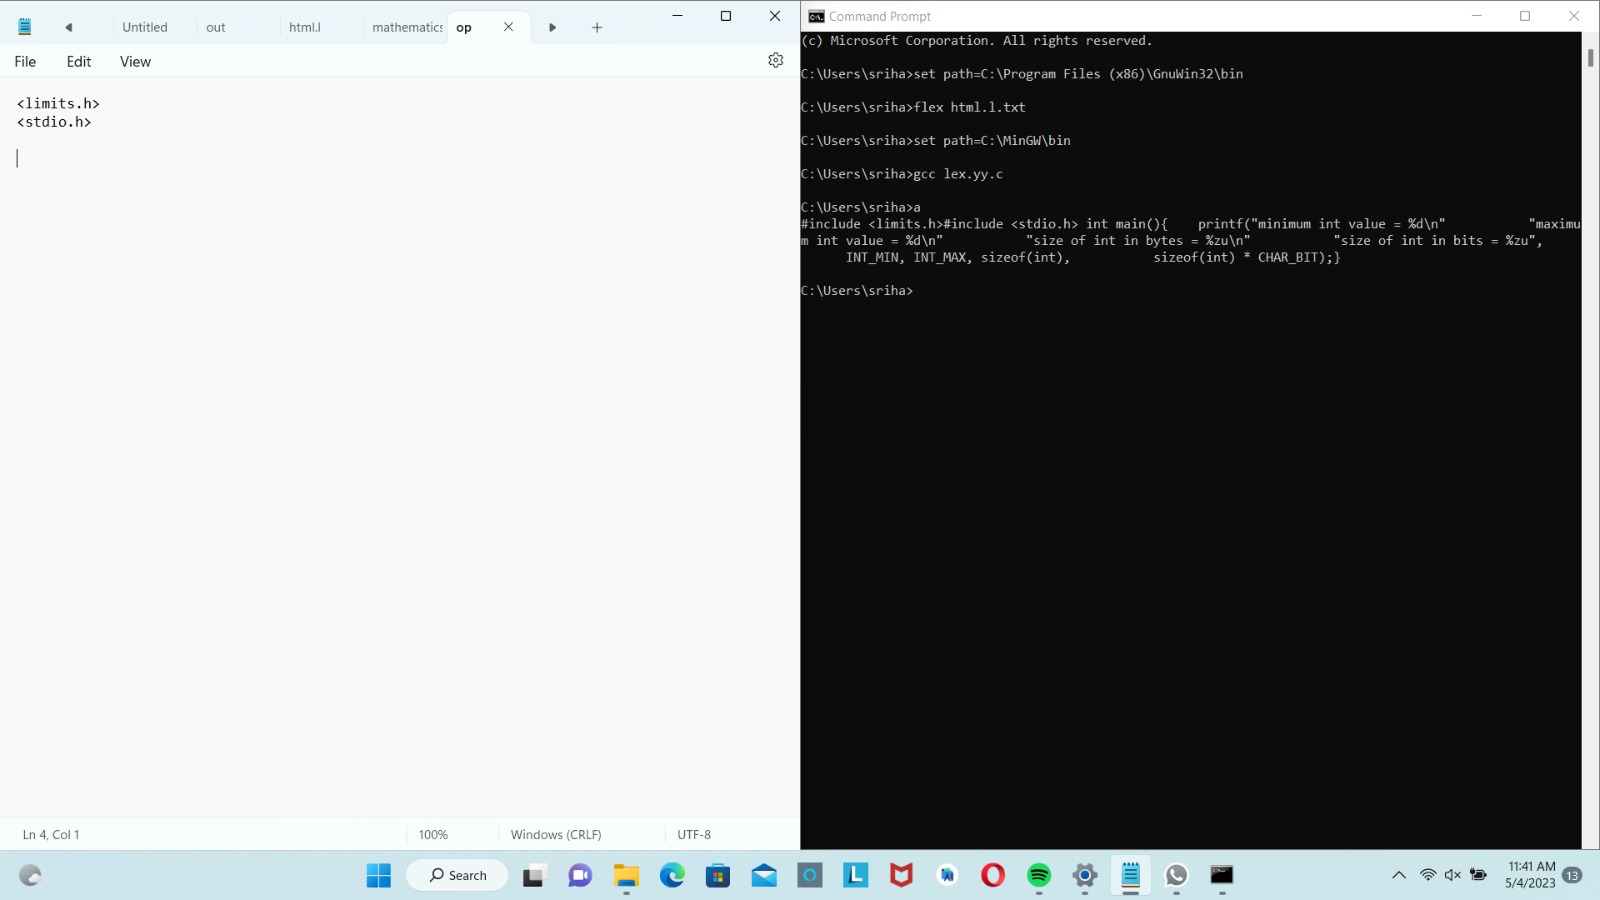 Untitled
out
html.l
mathematics
op
File
Edit
View
<limits.h>
<stdio.h>
Ln 4, Col 1
100%
Windows (CRLF)
UTF-8
Command Prompt
(c) Microsoft Corporation. All rights reserved.
C:\Users\sriha>set path=C:\Program Files (x86)\GnuWin32\bin
C:\Users\sriha>flex html.l.txt
C:\Users\sriha>set path=C:\MinGW\bin
C:\Users\sriha>gcc lex.yy.c
C:\Users\sriha>a
#include <limits.h>#include <stdio.h> int main(){    printf("minimum int value = %d\n"           "maximu
m int value = %d\n"           "size of int in bytes = %zu\n"           "size of int in bits = %zu",
      INT_MIN, INT_MAX, sizeof(int),           sizeof(int) * CHAR_BIT);}
C:\Users\sriha>
Search
11:41 AM
5/4/2023
13